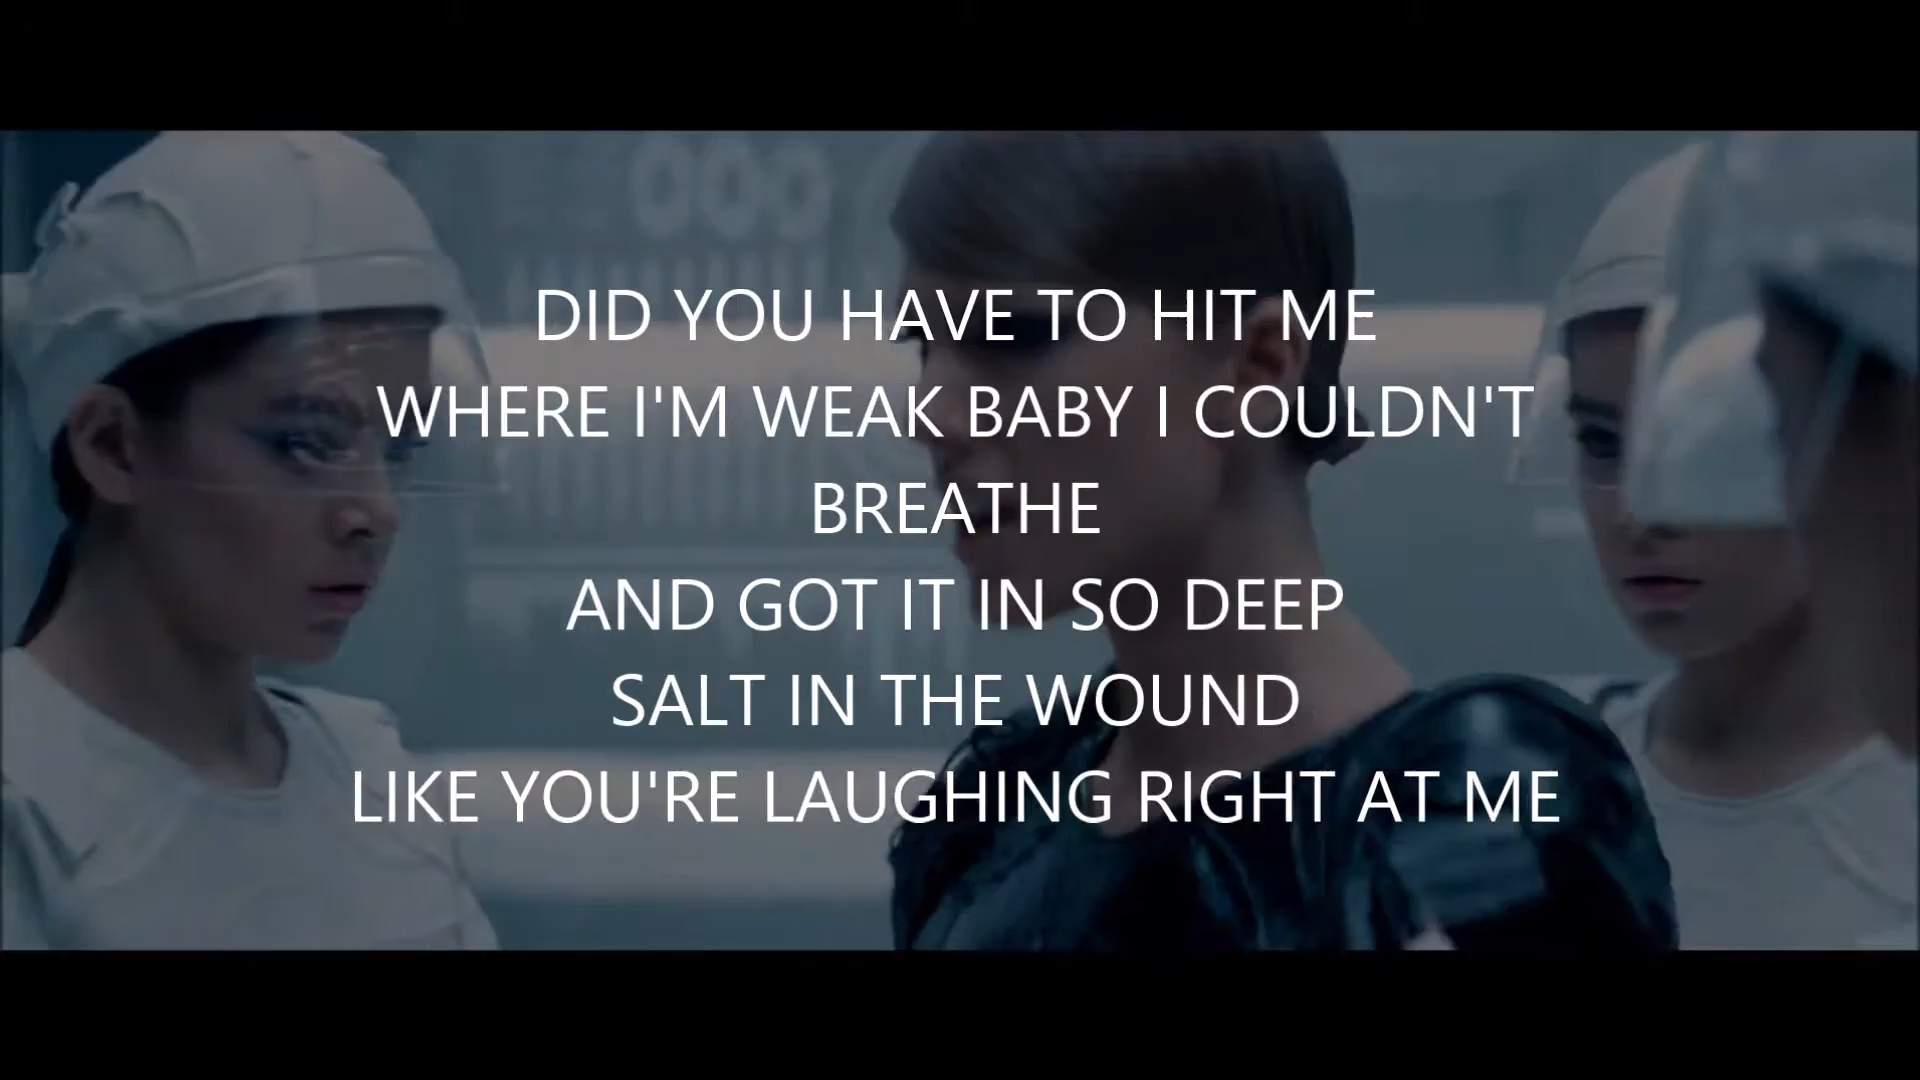 DID YOU HAVE TO HIT ME
WHERE I'M WEAK BABY I COULDN'T
BREATHE
AND GOT IT IN SO DEEP
SALT IN THE WOUND
LIKE YOU'RE LAUGHING RIGHT AT ME